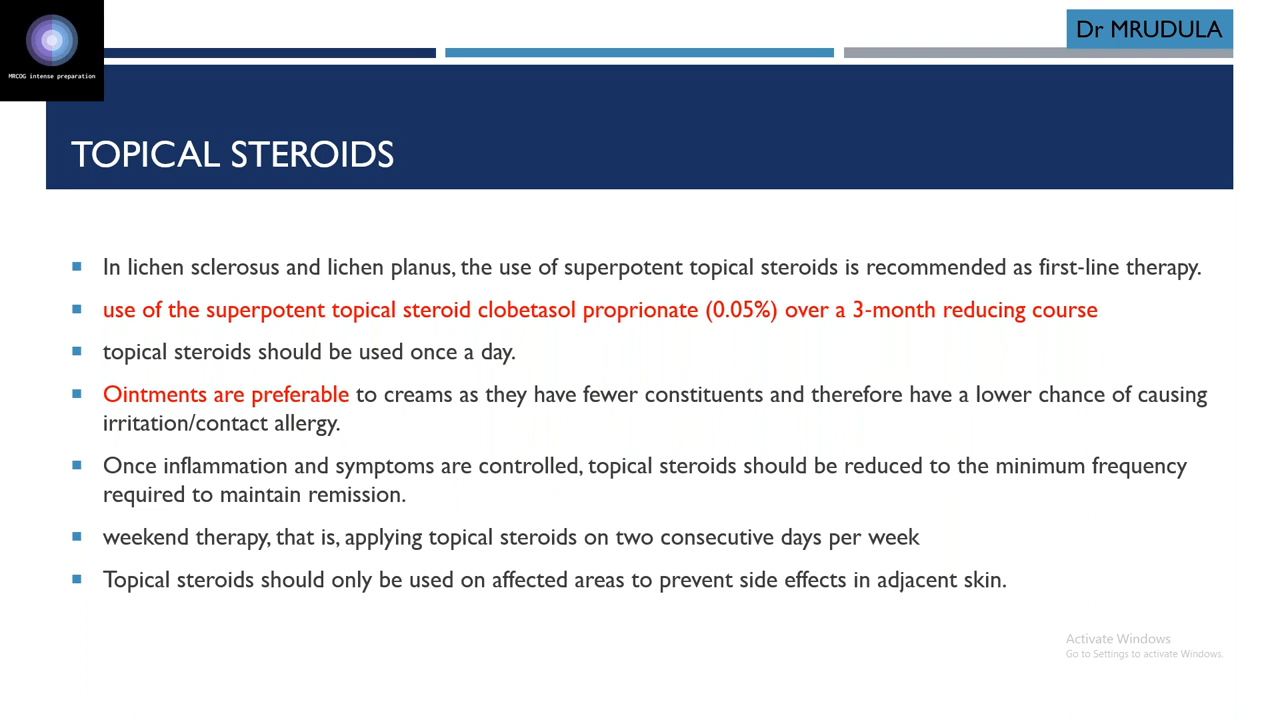 Dr MRUDULA
MRCOG intense preparation
TOPICAL STEROIDS
In lichen sclerosus and lichen planus, the use of superpotent topical steroids is recommended as first-line therapy.
use of the superpotent topical steroid clobetasol proprionate (0.05%) over a 3-month reducing course
topical steroids should be used once a day.
Ointments are preferable to creams as they have fewer constituents and therefore have a lower chance of causing
irritation/contact allergy.
Once inflammation and symptoms are controlled, topical steroids should be reduced to the minimum frequency
required to maintain remission.
weekend therapy, that is, applying topical steroids on two consecutive days per week
Topical steroids should only be used on affected areas to prevent side effects in adjacent skin.
Activate Windows
Go to Settings to activate Windows.